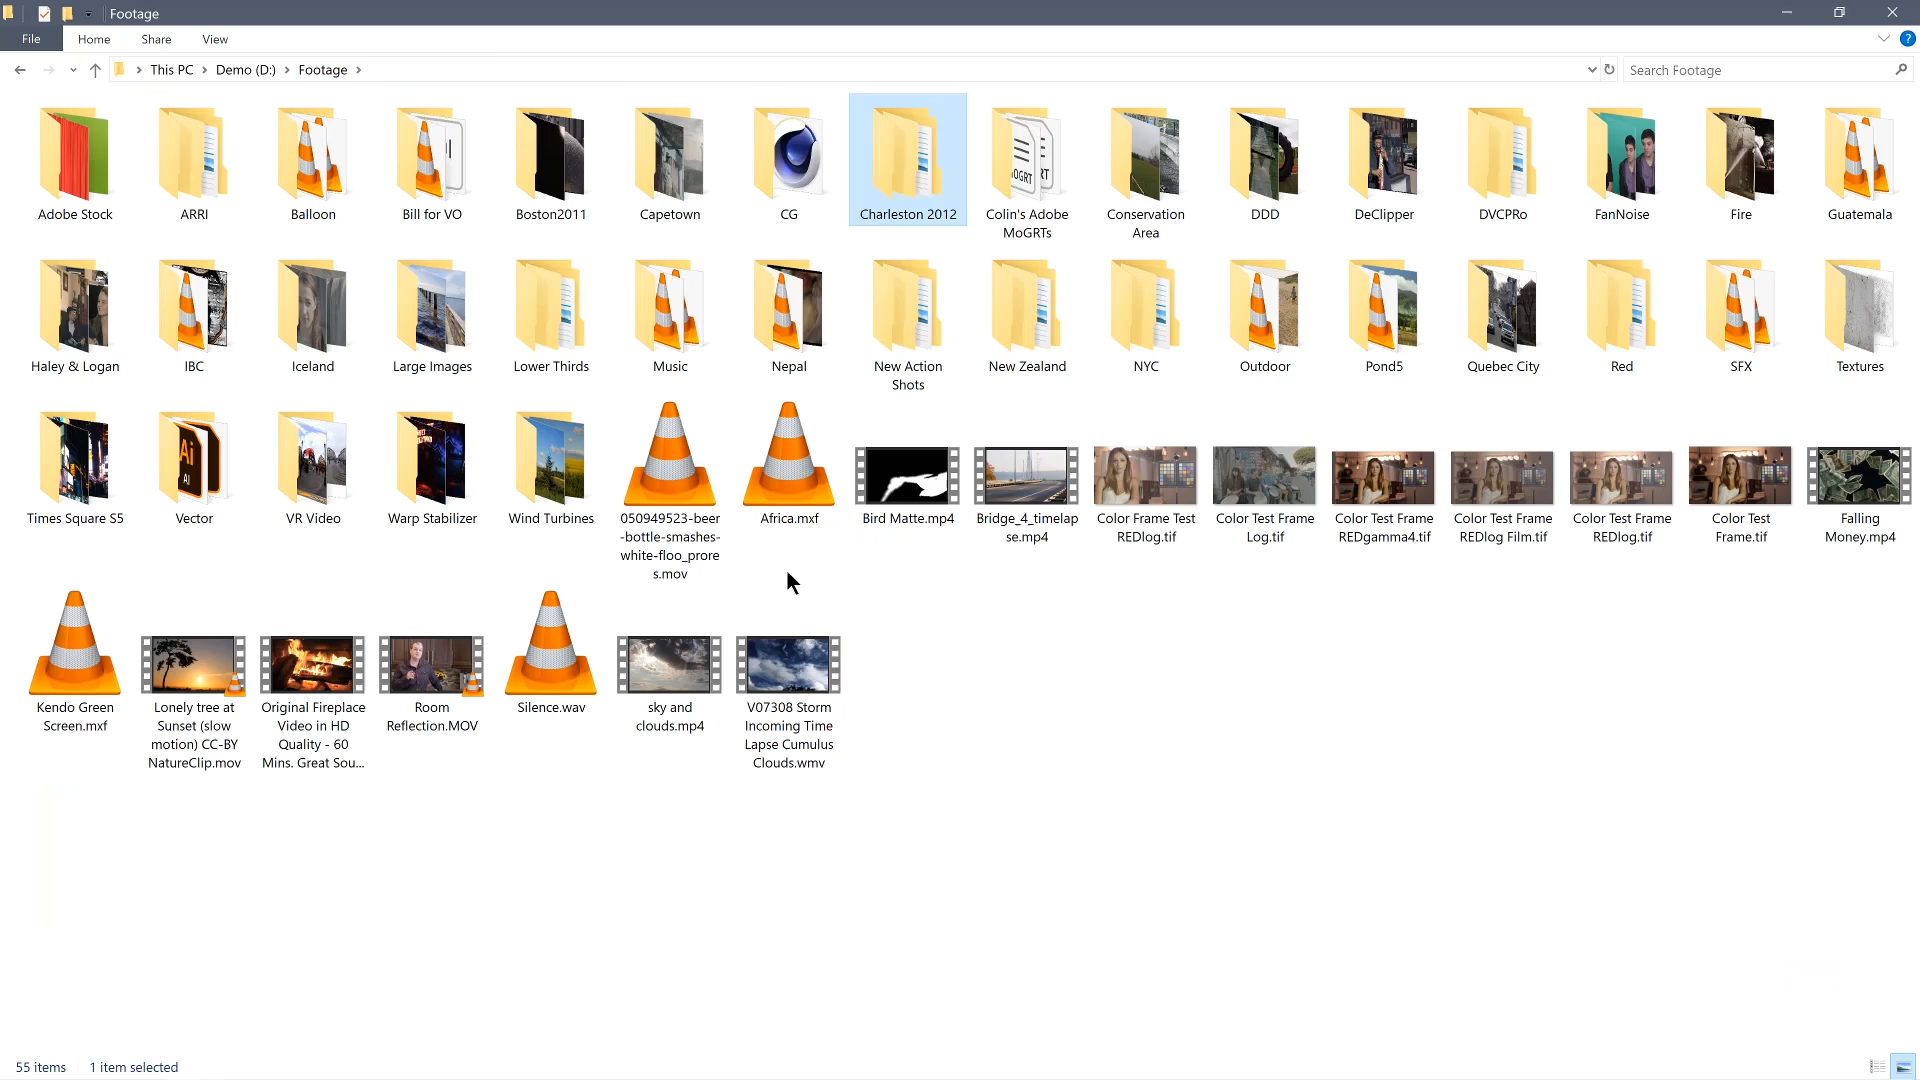 Footage
File Home Share View
This PC Demo (D:) Footage
Search Footage
Adobe Stock
ARRI
Balloon
Bill for VO
Boston2011
Capetown
CG
Charleston 2012
Colin's Adobe
MoGRTs
Conservation
Area
DDD
DeClipper
DVCPRo
FanNoise
Fire
Guatemala
Haley & Logan
IBC
Iceland
Large Images
Lower Thirds
Music
Nepal
New Action
Shots
New Zealand
NYC
Outdoor
Pond5
Quebec City
Red
SFX
Textures
Times Square S5
Ai
AI
Vector
VR Video
Warp Stabilizer
Wind Turbines
050949523-beer
-bottle-smashes-
white-floo_prore
s.mov
Africa.mxf
Bird Matte.mp4
Bridge_4_timelap
se.mp4
Color Frame Test
REDlog.tif
Color Test Frame
Log.tif
Color Test Frame
REDgamma4.tif
Color Test Frame
REDlog Film.tif
Color Test Frame
REDlog.tif
Color Test
Frame.tif
Falling
Money.mp4
Kendo Green
Screen.mxf
Lonely tree at
Sunset (slow
motion) CC-BY
NatureClip.mov
Original Fireplace
Video in HD
Quality - 60
Mins. Great Sou...
Room
Reflection.MOV
Silence.wav
sky and
clouds.mp4
V07308 Storm
Incoming Time
Lapse Cumulus
Clouds.wmv
55 items 1 item selected